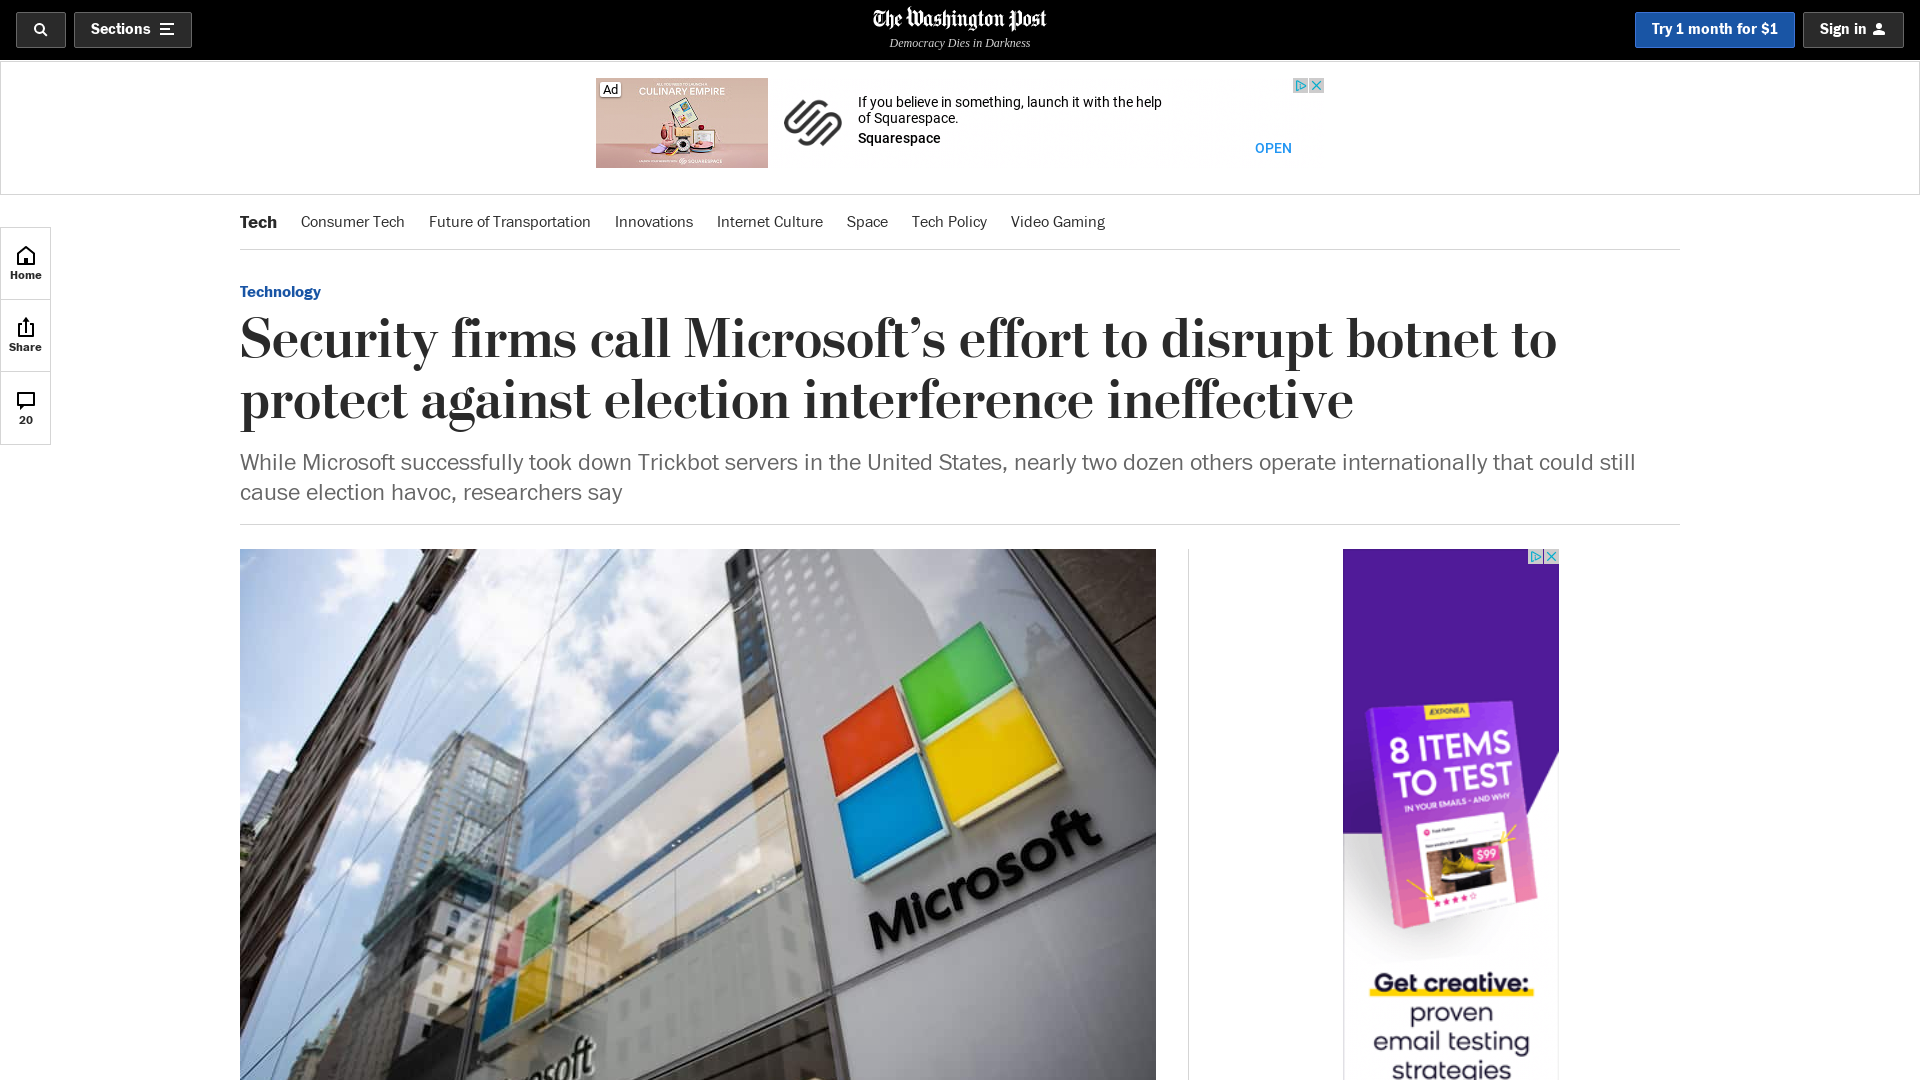 Sections
The Washington Post
Democracy Dies in Darkness
Try 1 month for $1
Sign in
Ad
CULINARY EMPIRE
SQUARESPACE
If you believe in something, launch it with the help
of Squarespace.
Squarespace
OPEN
Tech
Consumer Tech
Future of Transportation
Innovations
Internet Culture
Space
Tech Policy
Video Gaming
Home
Share
20
Technology
Security firms call Microsoft’s effort to disrupt botnet to
protect against election interference ineffective
While Microsoft successfully took down Trickbot servers in the United States, nearly two dozen others operate internationally that could still
cause election havoc, researchers say
Microsoft
EXPONEA
8 ITEMS
TO TEST
IN YOUR EMAILS - AND WHY
$99
Get creative:
proven
email testing
strategies